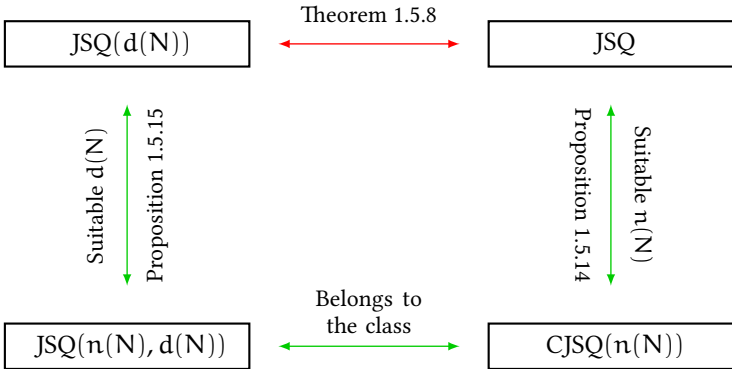 Theorem 1.5.8
JSQ(d(N))
JSQ
Suitable d(N)
Proposition 1.5.15
Proposition 1.5.14
Suitable n(N)
Belongs to
the class
JSQ(n(N), d(N))
CJSQ(n(N))